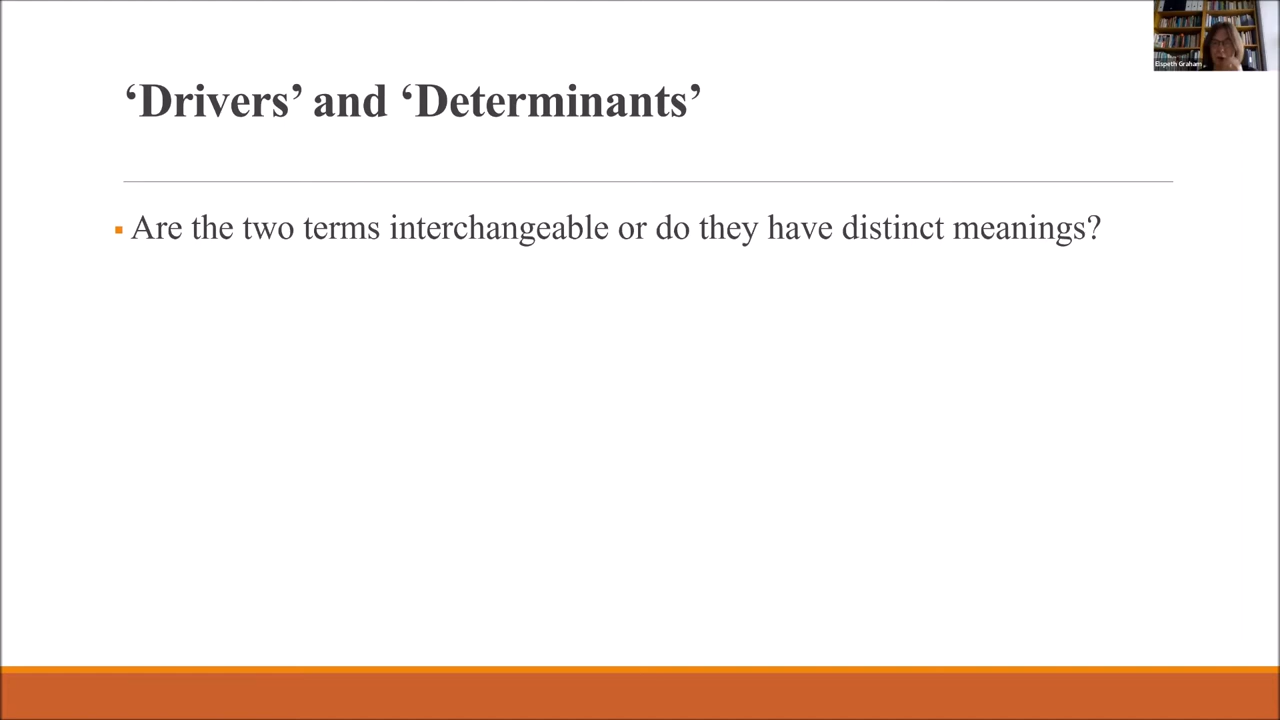 ‘Drivers’ and ‘Determinants’
Elspeth Graham
▪ Are the two terms interchangeable or do they have distinct meanings?